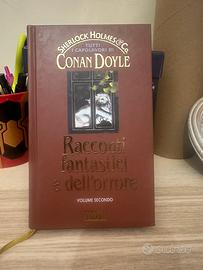 SHERLOCK HOLMES & Co.
TUTTI
I CAPOLAVORI DI
CONAN DOYLE
Racconti
fantastici
e dell'orrore
VOLUME SECONDO